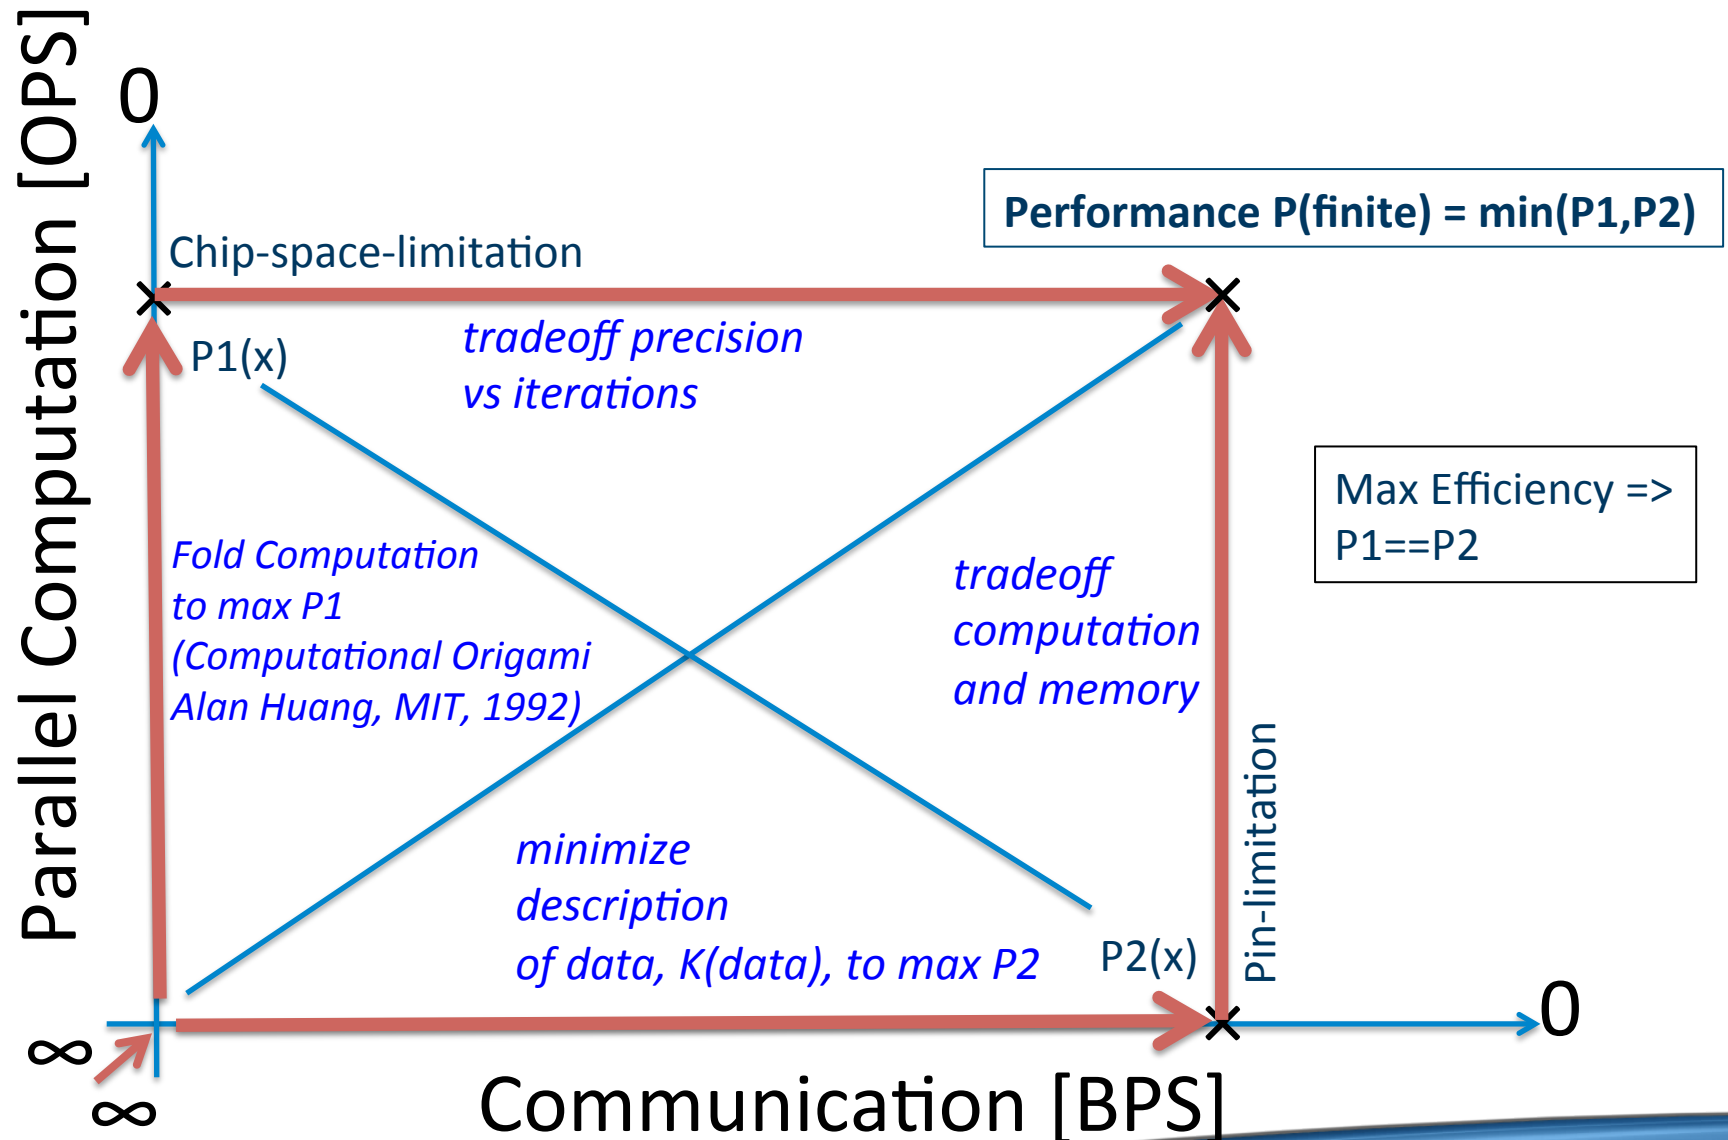 Parallel Computation [OPS]
0
Performance P(finite) = min(P1,P2)
Chip-space-limitation
P1(x)
tradeoff precision
vs iterations
Max Efficiency =>
P1==P2
Fold Computation
to max P1
(Computational Origami
Alan Huang, MIT, 1992)
tradeoff
computation
and memory
Pin-limitation
minimize
description
of data, K(data), to max P2
P2(x)
0
∞
∞
Communication [BPS]